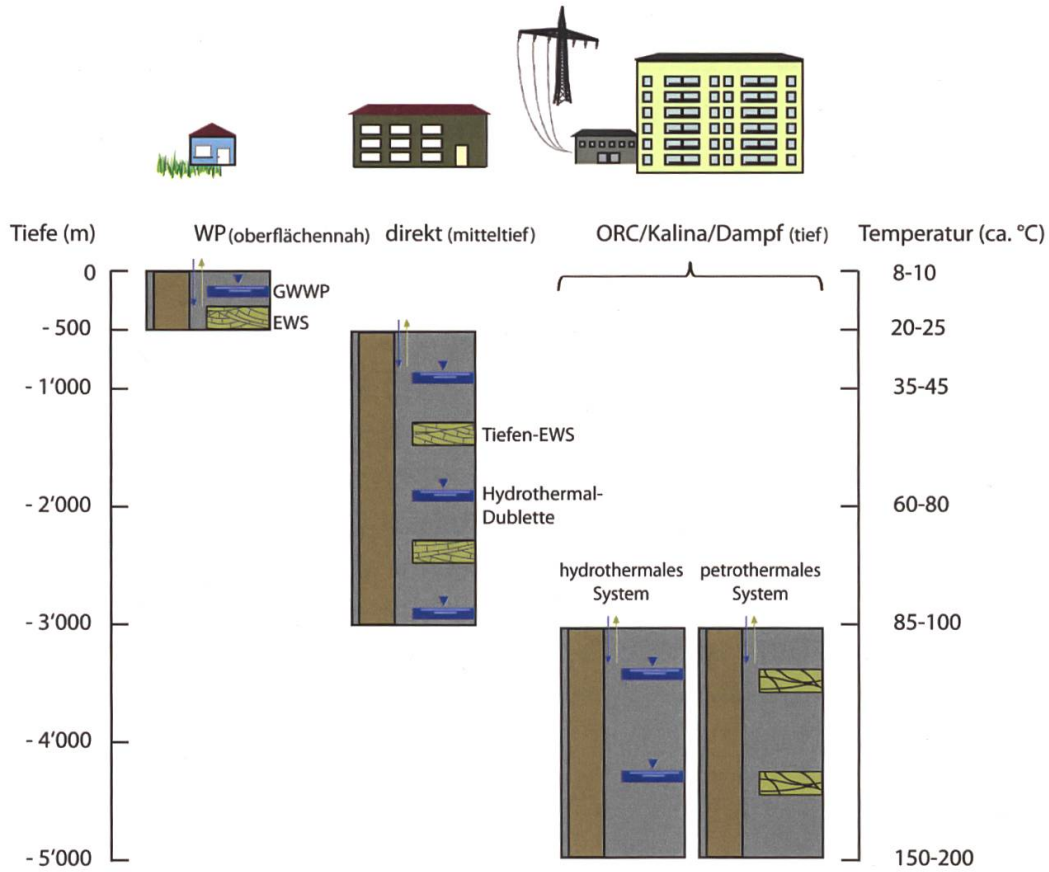 Tiefe (m) WP (oberflächennah) direkt (mitteltief) ORC/Kalina/Dampf (tief) Temperatur (ca. °C)
0 8-10
GWWP
EWS
- 500 20-25
- 1'000 35-45
Tiefen-EWS
- 2'000 60-80
Hydrothermal-
Dublette
hydrothermales petrothermales
System System
- 3'000 85-100
- 4'000
- 5'000 150-200